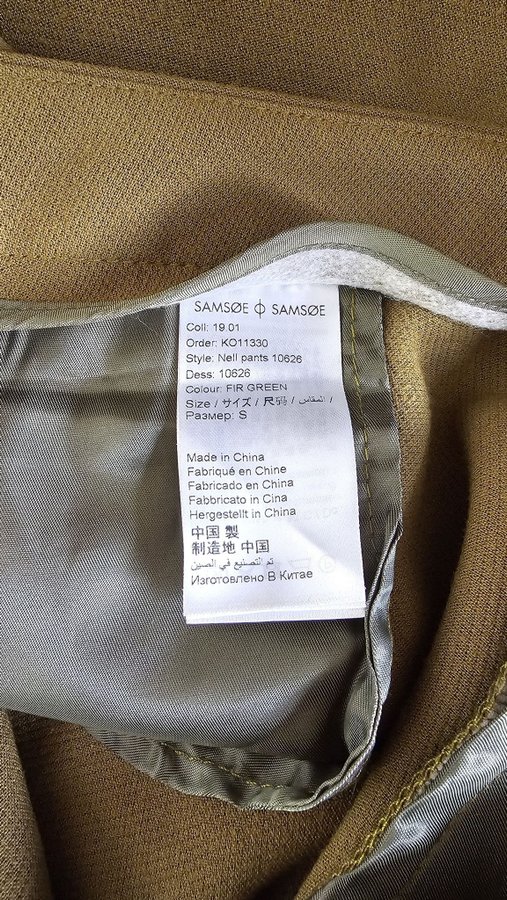 SAMSØE ϕ SAMSØE
Coll: 19.01
Order: KO11330
Style: Nell pants 10626
Dess: 10626
Colour: FIR GREEN
Size / サイズ / 尺码 / المقاس /
Размер: S
Made in China
Fabriqué en Chine
Fabricado en China
Fabbricato in Cina
Hergestellt in China
中国 製
制造地 中国
تم التصنيع في الصين
Изготовлено В Китае